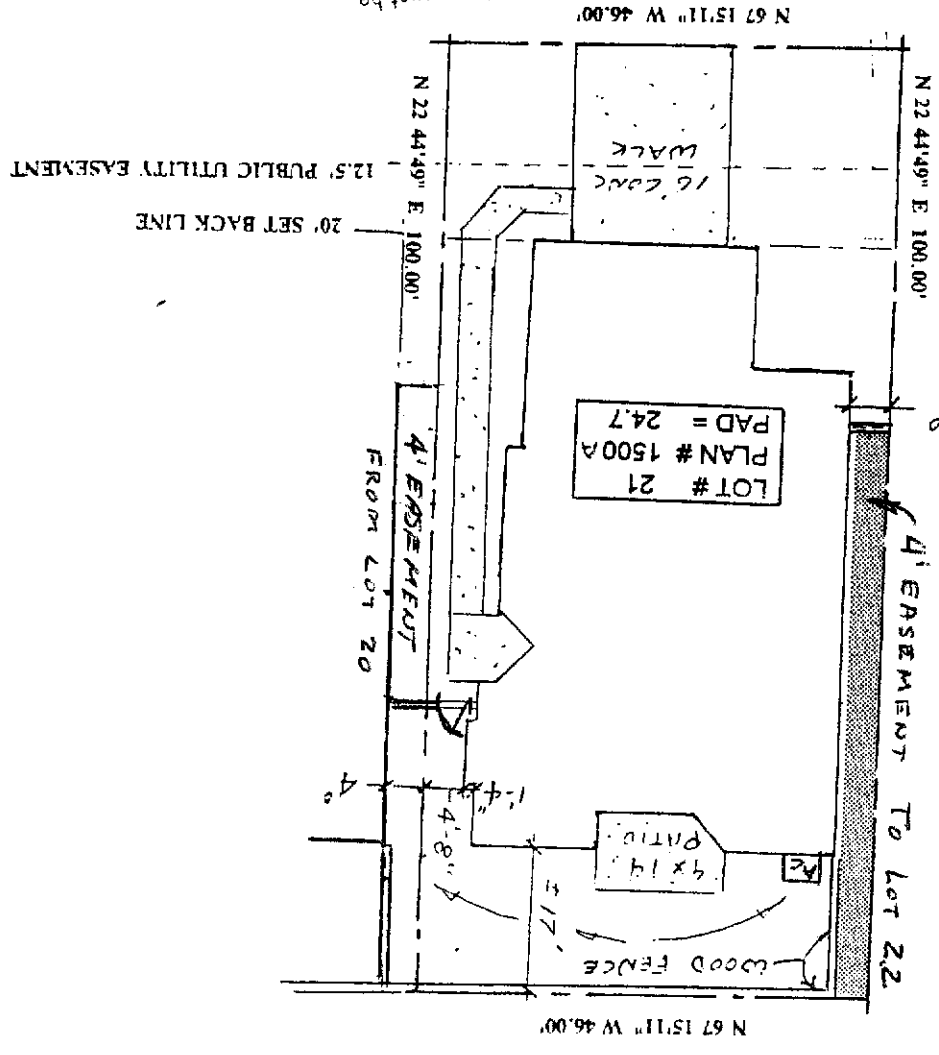 N 67 15'11" W 46.00'
N 22 44'49" E 100.00'
N 22 44'49" E 100.00'
12.5' PUBLIC UTILITY EASEMENT
20' SET BACK LINE
16' CONC
WALK
LOT # 21
PLAN # 1500A
PAD = 24.7
4' EASEMENT
FROM LOT 20
4' EASEMENT TO LOT 22
4°
1'-4"
4'-8"
±17'
PATIO
AC
WOOD FENCE
N 67 15'11" W 46.00'